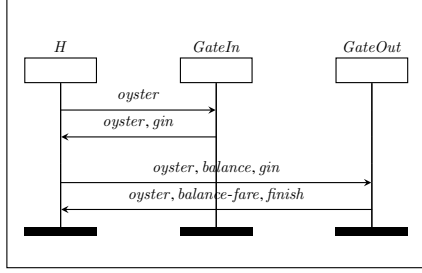 H GateIn GateOut
oyster
oyster, gin
oyster, balance, gin
oyster, balance-fare, finish